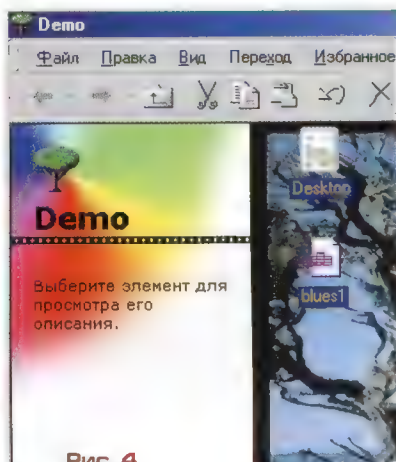 Demo
Файл Правка Вид Переход Избранное
Demo
Выберите элемент для
просмотра его
описания.
Desktop
blues1
Рис. 4